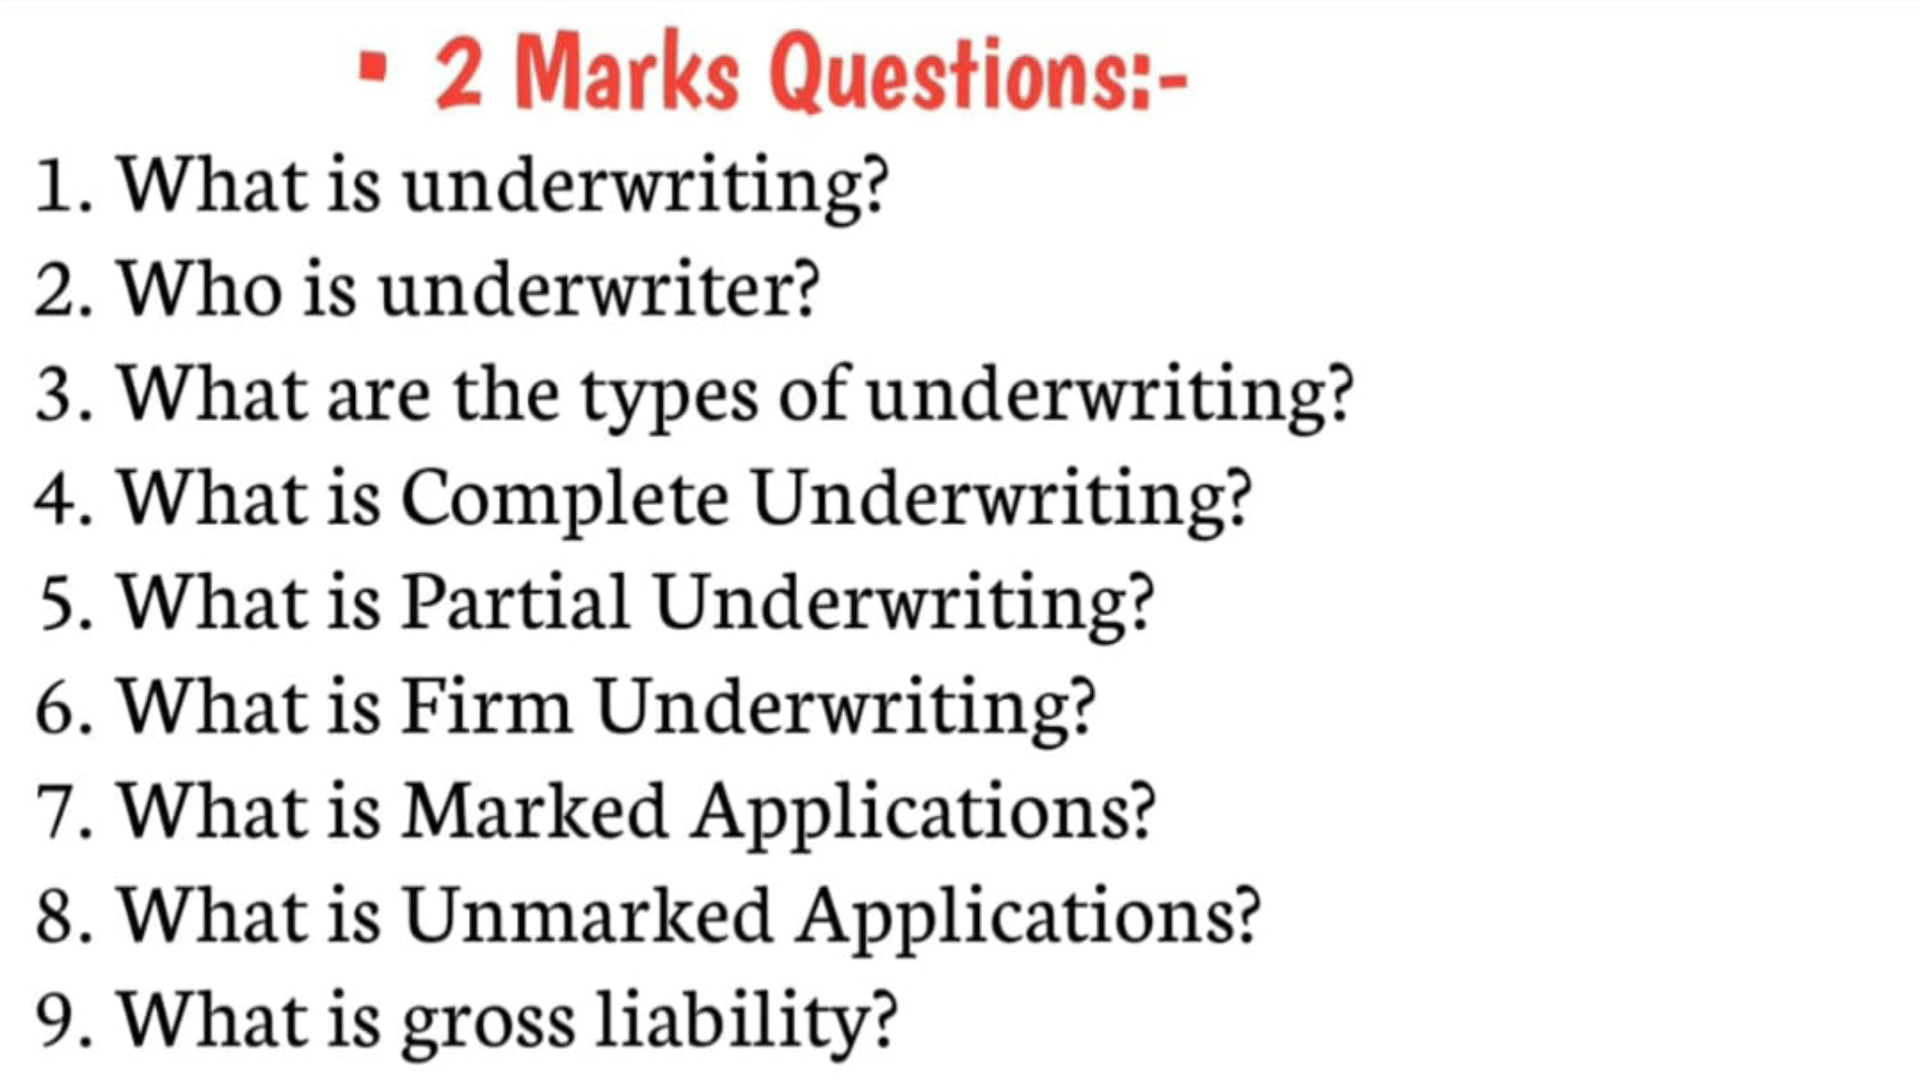 ▪ 2 Marks Questions:-
1. What is underwriting?
2. Who is underwriter?
3. What are the types of underwriting?
4. What is Complete Underwriting?
5. What is Partial Underwriting?
6. What is Firm Underwriting?
7. What is Marked Applications?
8. What is Unmarked Applications?
9. What is gross liability?